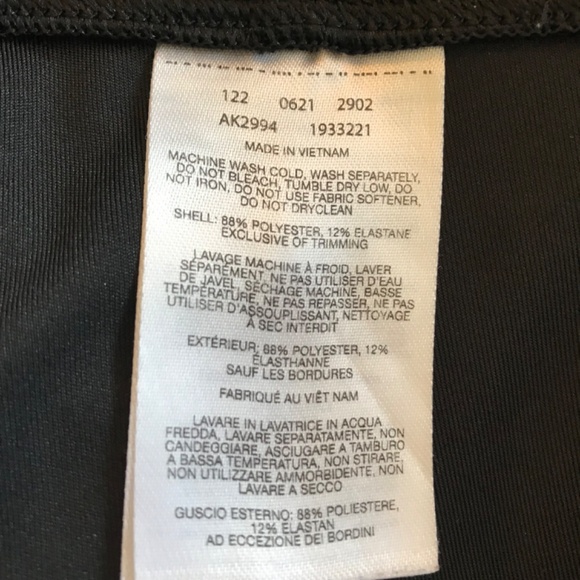 122 0621 2902
AK2994 1933221
MADE IN VIETNAM
MACHINE WASH COLD, WASH SEPARATELY,
DO NOT BLEACH, TUMBLE DRY LOW, DO
NOT IRON, DO NOT USE FABRIC SOFTENER,
DO NOT DRYCLEAN
SHELL: 88% POLYESTER, 12% ELASTANE
EXCLUSIVE OF TRIMMING
LAVAGE MACHINE À FROID, LAVER
SÉPARÉMENT, NE PAS UTILISER D'EAU
DE JAVEL, SÉCHAGE MACHINE, BASSE
TEMPÉRATURE, NE PAS REPASSER, NE PAS
UTILISER D'ASSOUPLISSANT, NETTOYAGE
À SEC INTERDIT
EXTÉRIEUR: 88% POLYESTER, 12%
ÉLASTHANNE
SAUF LES BORDURES
FABRIQUÉ AU VIÊT NAM
LAVARE IN LAVATRICE IN ACQUA
FREDDA, LAVARE SEPARATAMENTE, NON
CANDEGGIARE, ASCIUGARE A TAMBURO
A BASSA TEMPERATURA, NON STIRARE,
NON UTILIZZARE AMMORBIDENTE, NON
LAVARE A SECCO
GUSCIO ESTERNO: 88% POLIESTERE,
12% ELASTAN
AD ECCEZIONE DEI BORDINI